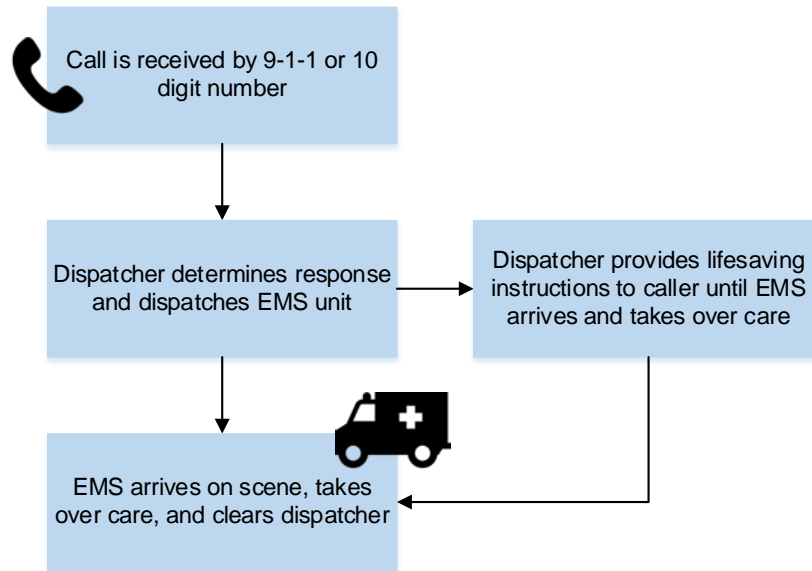 Call is received by 9-1-1 or 10
digit number
Dispatcher determines response
and dispatches EMS unit
Dispatcher provides lifesaving
instructions to caller until EMS
arrives and takes over care
EMS arrives on scene, takes
over care, and clears dispatcher